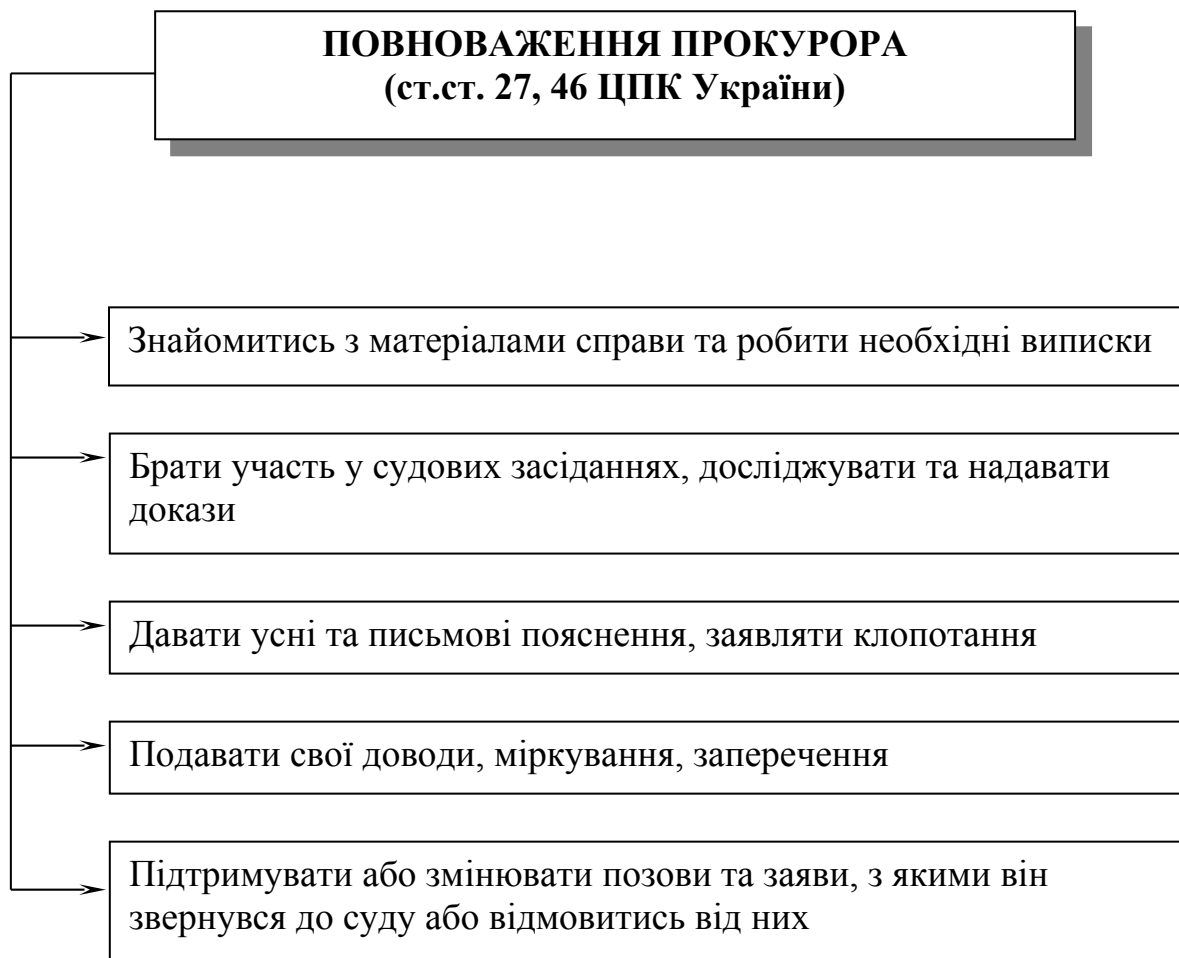 ПОВНОВАЖЕННЯ ПРОКУРОРА
(ст.ст. 27, 46 ЦПК України)
Знайомитись з матеріалами справи та робити необхідні виписки
Брати участь у судових засіданнях, досліджувати та надавати
докази
Давати усні та письмові пояснення, заявляти клопотання
Подавати свої доводи, міркування, заперечення
Підтримувати або змінювати позови та заяви, з якими він
звернувся до суду або відмовитись від них